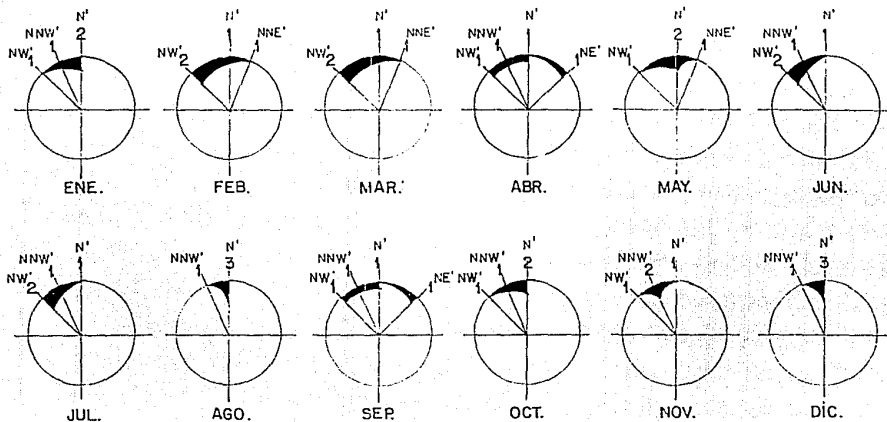 NW' 1 NNW' 1 N' 2
NW' 2 N' 1 NNE' 1
NW' 2 N' 1 NNE' 1
NW' 1 NNW' 1 N' 1 NE' 1
NW' 1 N' 2 NNE' 1
NW' 2 NNW' 1 N' 1
ENE. FEB. MAR. ABR. MAY. JUN.
NW' 2 NNW' 1 N' 1
NNW' 1 N' 3
NW' 1 NNW' 1 N' 1 NE' 1
NW' 1 NNW' 1 N' 2
NW' 1 NNW' 2 N' 1
NNW' 1 N' 3
JUL. AGO. SEP. OCT. NOV. DIC.